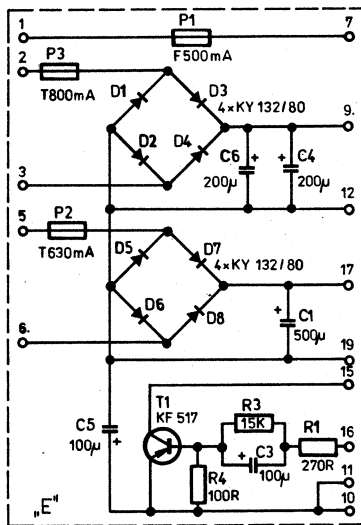 1 P1 7
F500mA
2 P3
T800mA
D1 D3
4×KY 132/80
9.
D2 D4
C6 + + C4
200µ 200µ
3
12
5 P2
T630mA
D5 D7
17
4×KY 132/80
D6 D8
+ C1
500µ
6.
19
15
C5
100µ +
T1
KF 517
R3
15K
R1
16
+ C3
100µ
270R
R4
100R
11
10
„E"